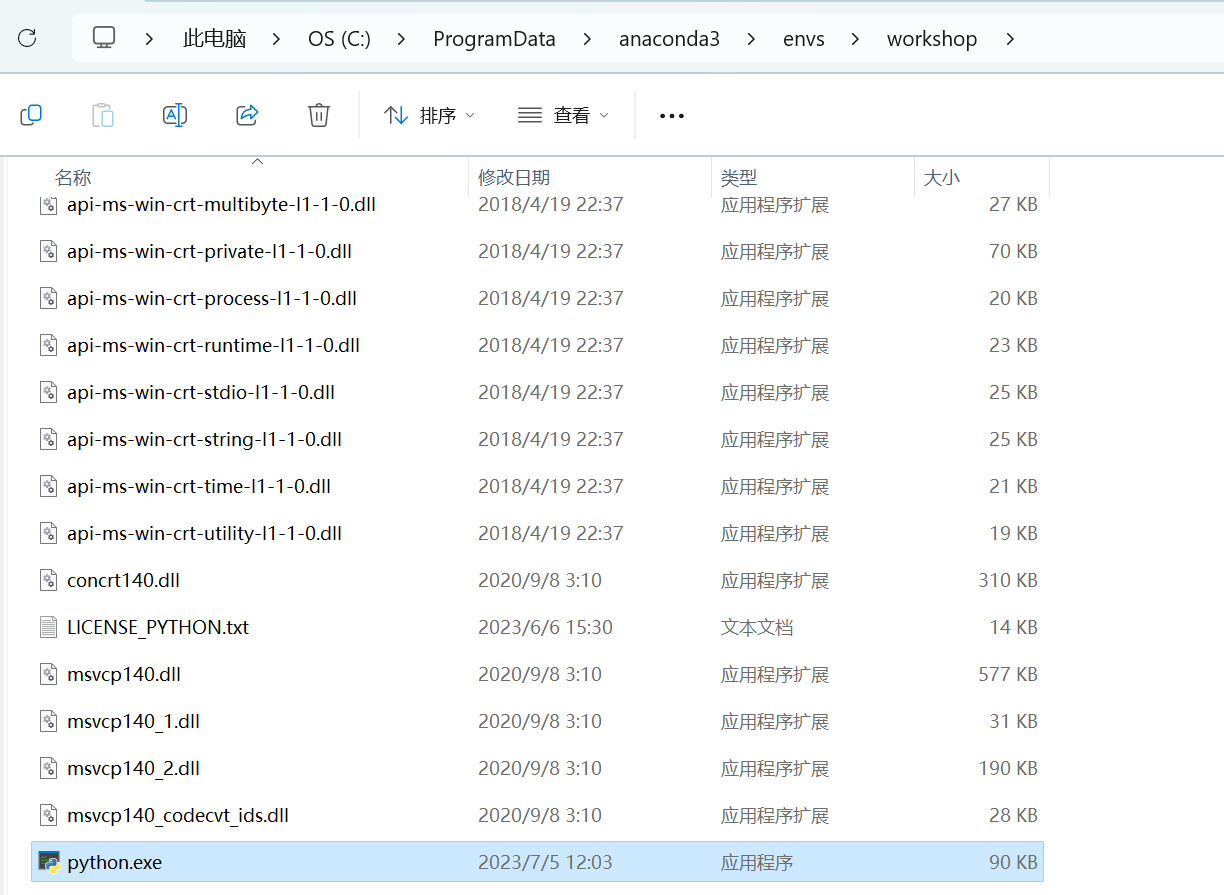 此电脑 OS (C:) ProgramData anaconda3 envs workshop
排序 查看
名称 修改日期 类型 大小
api-ms-win-crt-multibyte-l1-1-0.dll 2018/4/19 22:37 应用程序扩展 27 KB
api-ms-win-crt-private-l1-1-0.dll 2018/4/19 22:37 应用程序扩展 70 KB
api-ms-win-crt-process-l1-1-0.dll 2018/4/19 22:37 应用程序扩展 20 KB
api-ms-win-crt-runtime-l1-1-0.dll 2018/4/19 22:37 应用程序扩展 23 KB
api-ms-win-crt-stdio-l1-1-0.dll 2018/4/19 22:37 应用程序扩展 25 KB
api-ms-win-crt-string-l1-1-0.dll 2018/4/19 22:37 应用程序扩展 25 KB
api-ms-win-crt-time-l1-1-0.dll 2018/4/19 22:37 应用程序扩展 21 KB
api-ms-win-crt-utility-l1-1-0.dll 2018/4/19 22:37 应用程序扩展 19 KB
concrt140.dll 2020/9/8 3:10 应用程序扩展 310 KB
LICENSE_PYTHON.txt 2023/6/6 15:30 文本文档 14 KB
msvcp140.dll 2020/9/8 3:10 应用程序扩展 577 KB
msvcp140_1.dll 2020/9/8 3:10 应用程序扩展 31 KB
msvcp140_2.dll 2020/9/8 3:10 应用程序扩展 190 KB
msvcp140_codecvt_ids.dll 2020/9/8 3:10 应用程序扩展 28 KB
python.exe 2023/7/5 12:03 应用程序 90 KB